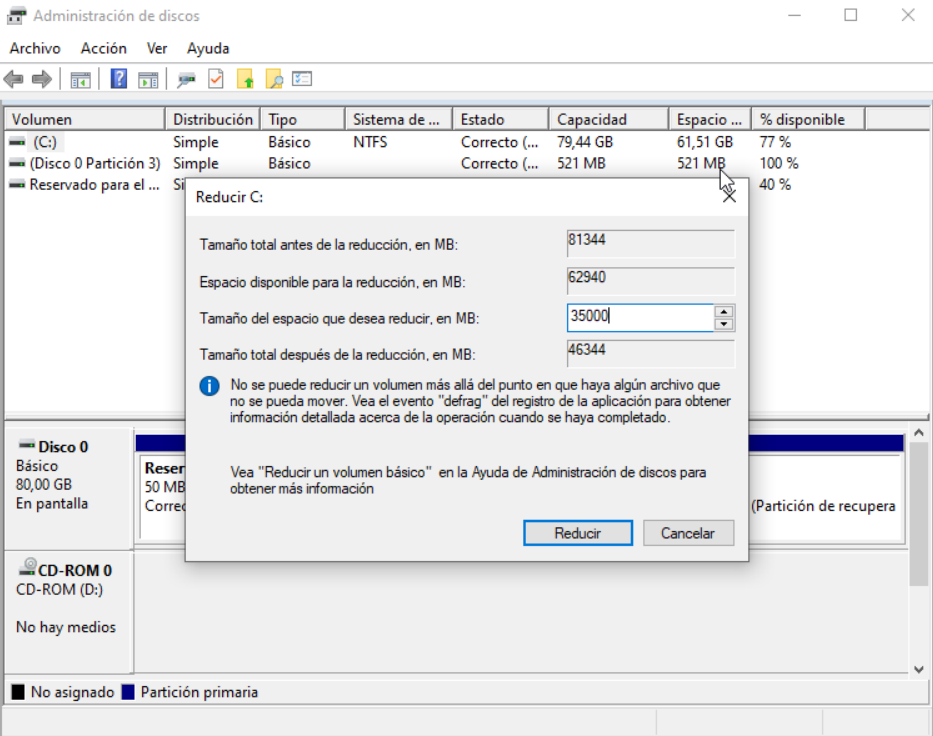 Administración de discos
Archivo Acción Ver Ayuda
Volumen Distribución Tipo Sistema de ... Estado Capacidad Espacio ... % disponible
(C:) Simple Básico NTFS Correcto (... 79,44 GB 61,51 GB 77 %
(Disco 0 Partición 3) Simple Básico Correcto (... 521 MB 521 MB 100 %
Reservado para el ... Si 40 %
Reducir C:
Tamaño total antes de la reducción, en MB: 81344
Espacio disponible para la reducción, en MB: 62940
Tamaño del espacio que desea reducir, en MB: 35000
Tamaño total después de la reducción, en MB: 46344
No se puede reducir un volumen más allá del punto en que haya algún archivo que
no se pueda mover. Vea el evento "defrag" del registro de la aplicación para obtener
información detallada acerca de la operación cuando se haya completado.
Vea "Reducir un volumen básico" en la Ayuda de Administración de discos para
obtener más información
Reducir Cancelar
Disco 0
Básico
80,00 GB
En pantalla
Reser
50 MB
Correc
(Partición de recupera
CD-ROM 0
CD-ROM (D:)
No hay medios
No asignado Partición primaria